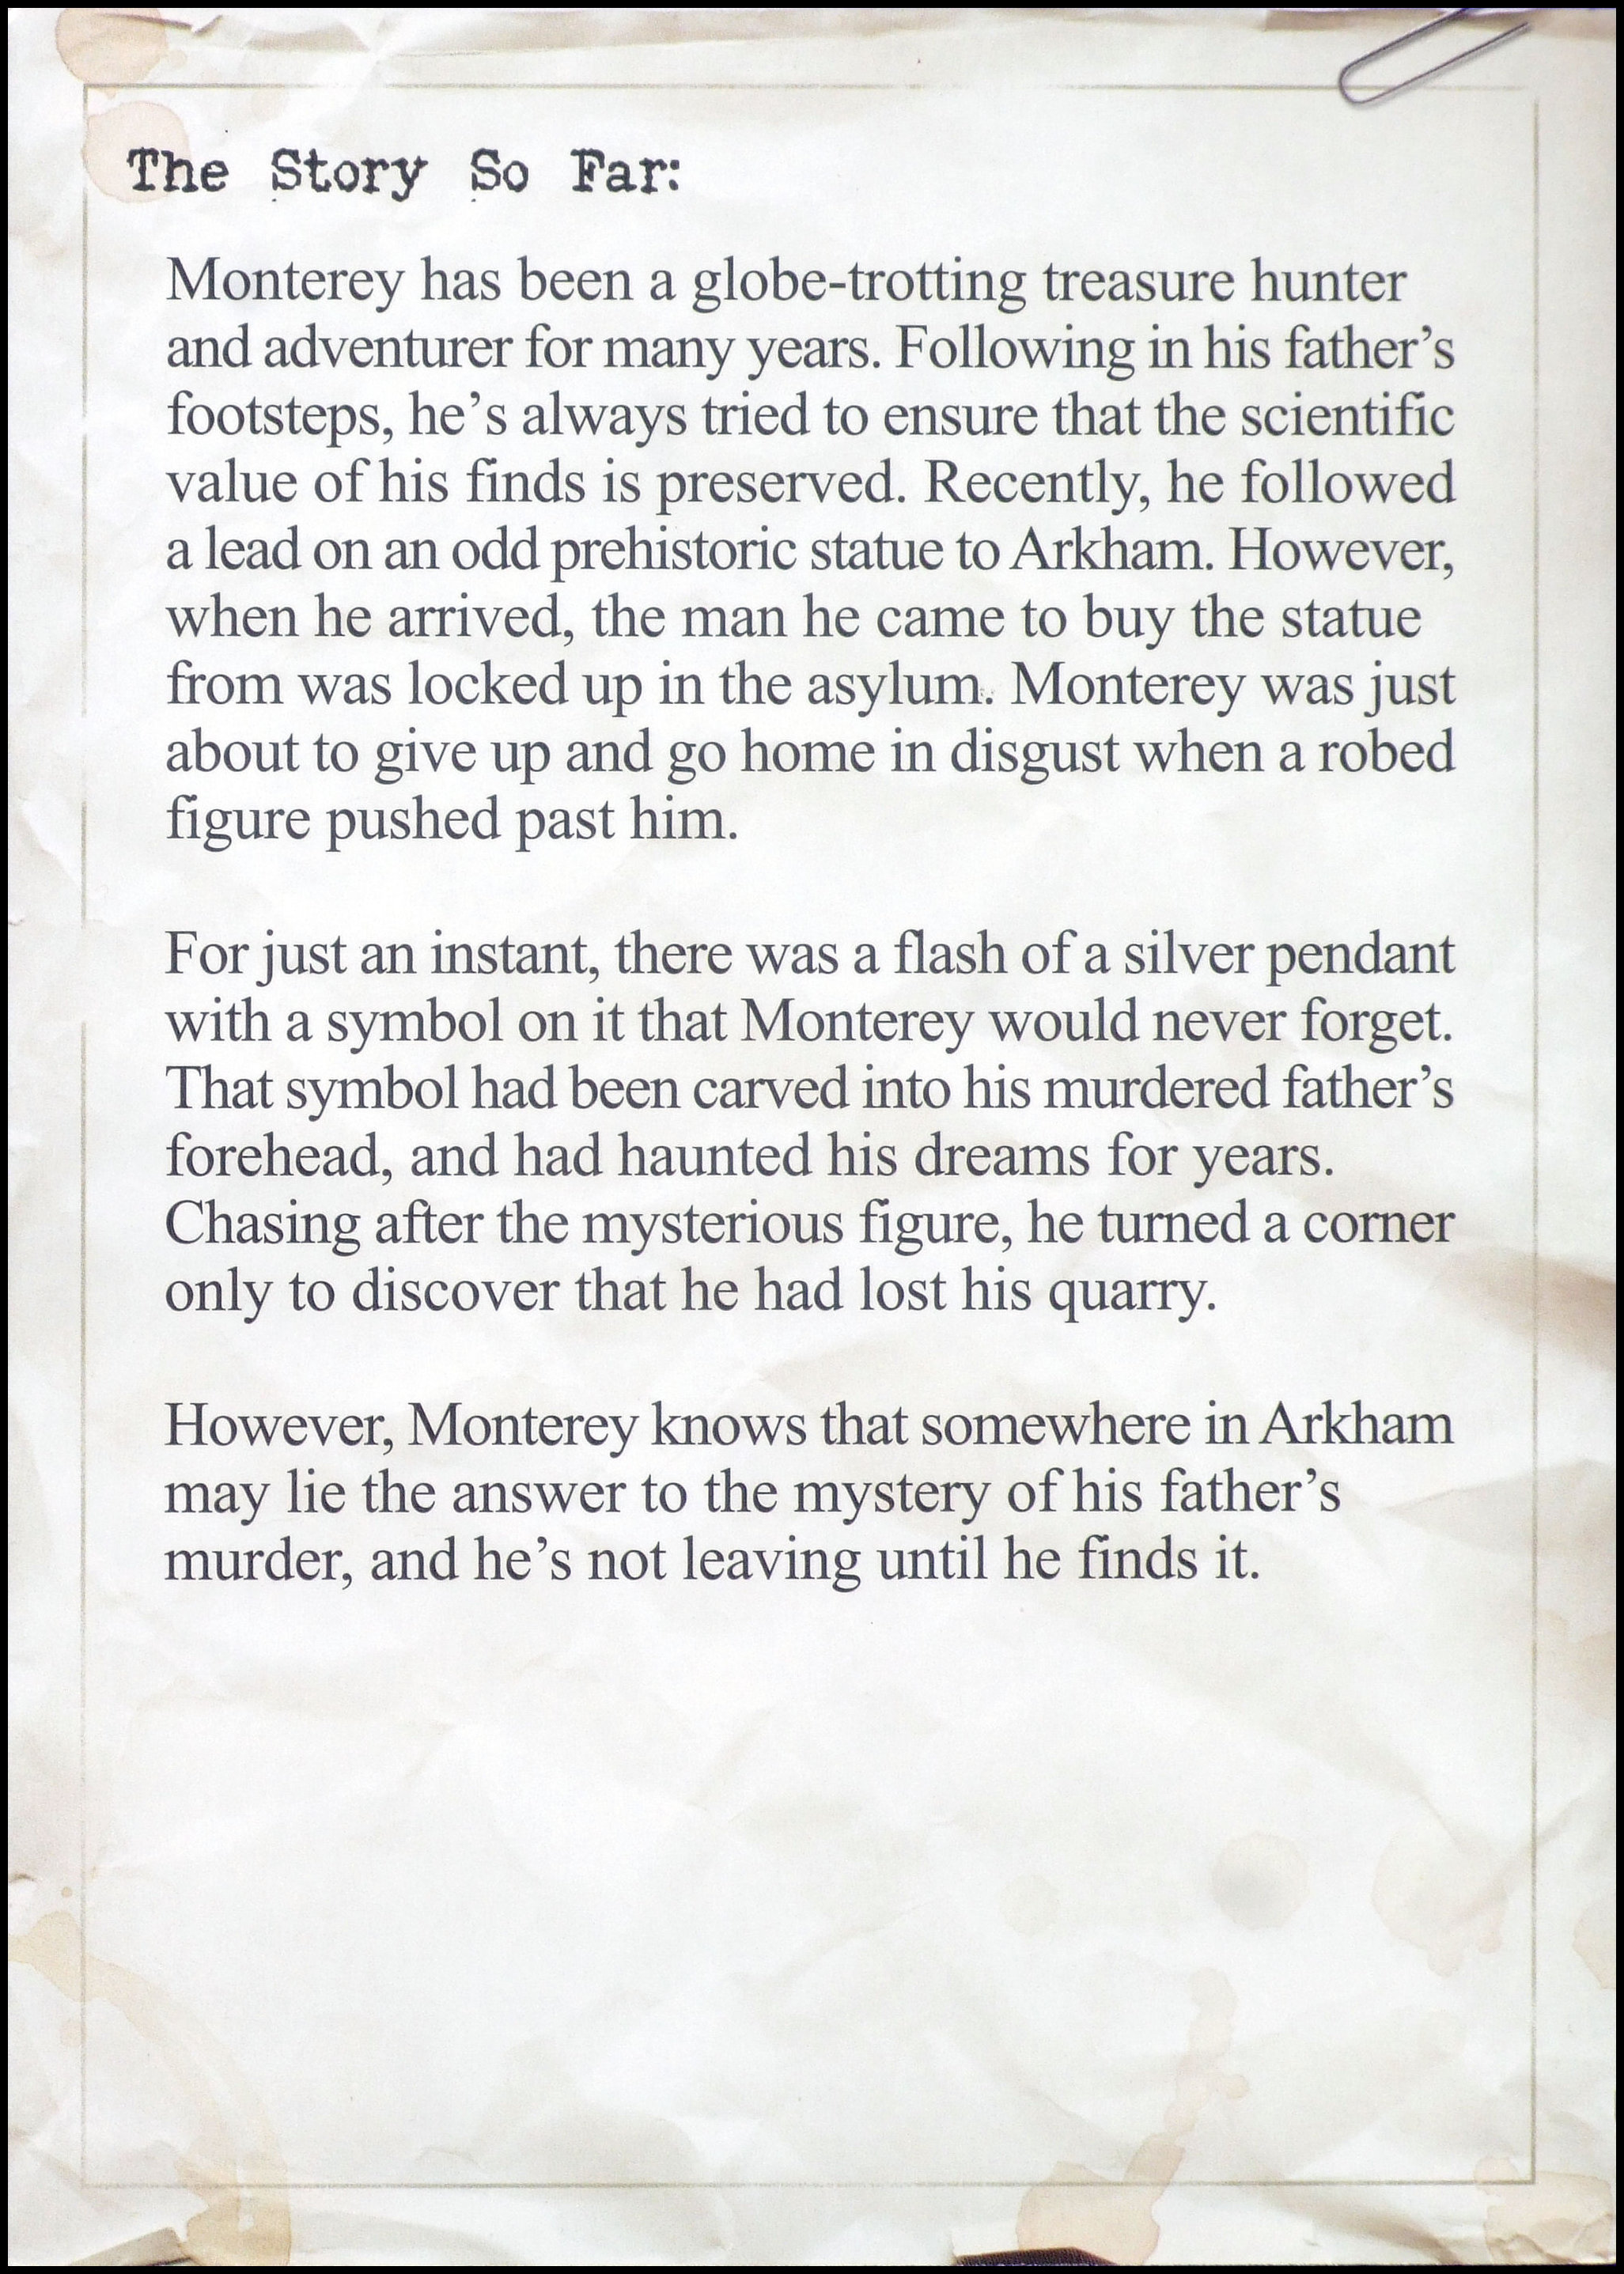 The Story So Far:
Monterey has been a globe-trotting treasure hunter
and adventurer for many years. Following in his father’s
footsteps, he’s always tried to ensure that the scientific
value of his finds is preserved. Recently, he followed
a lead on an odd prehistoric statue to Arkham. However,
when he arrived, the man he came to buy the statue
from was locked up in the asylum. Monterey was just
about to give up and go home in disgust when a robed
figure pushed past him.
For just an instant, there was a flash of a silver pendant
with a symbol on it that Monterey would never forget.
That symbol had been carved into his murdered father’s
forehead, and had haunted his dreams for years.
Chasing after the mysterious figure, he turned a corner
only to discover that he had lost his quarry.
However, Monterey knows that somewhere in Arkham
may lie the answer to the mystery of his father’s
murder, and he’s not leaving until he finds it.